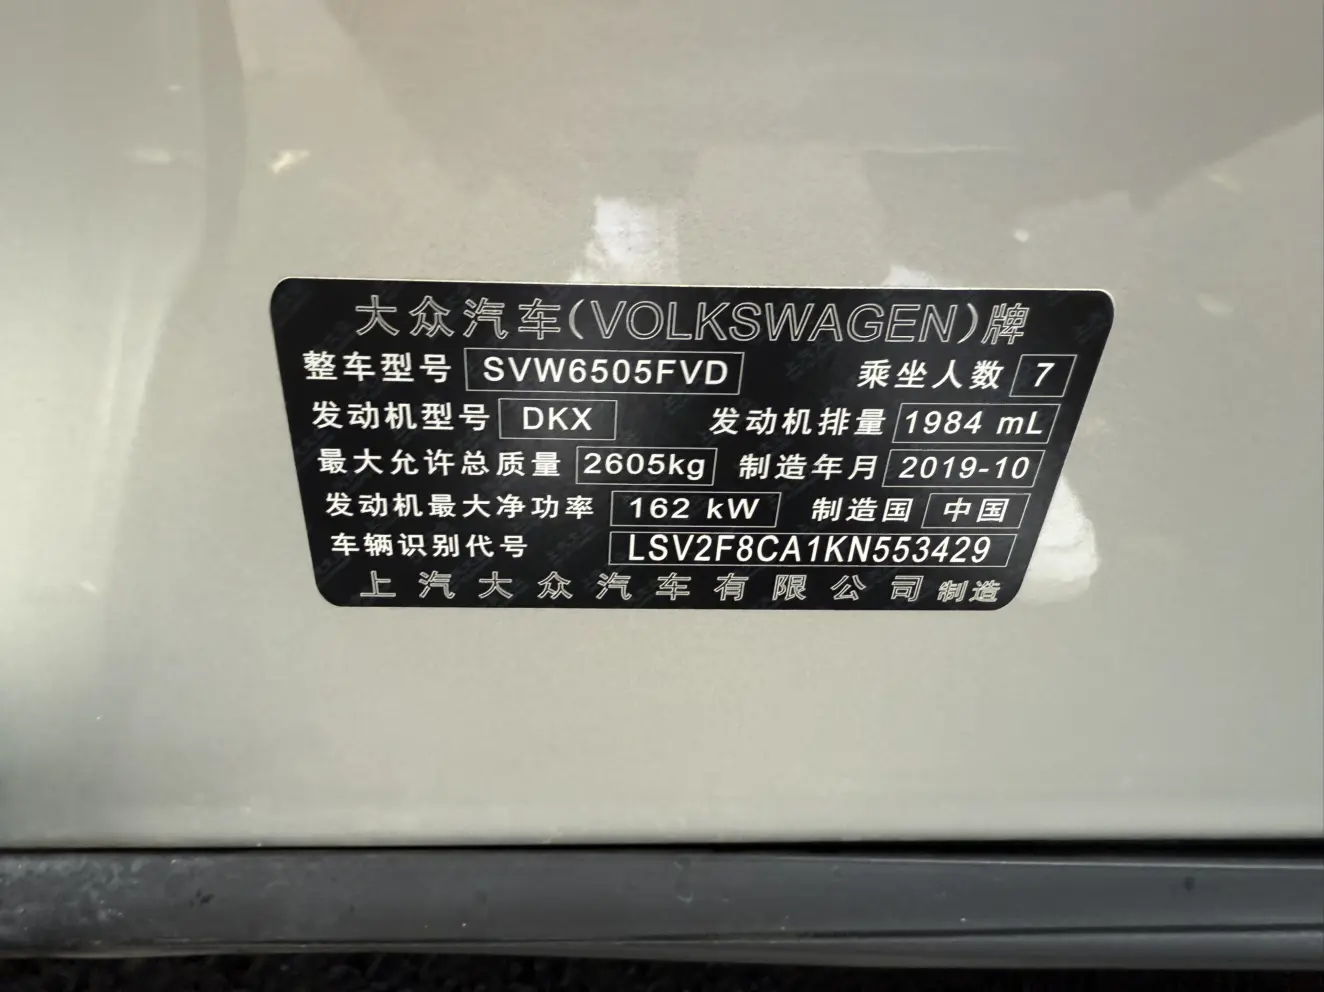 大众汽车(VOLKSWAGEN)牌
整车型号 SVW6505FVD 乘坐人数 7
发动机型号 DKX 发动机排量 1984 mL
最大允许总质量 2605kg 制造年月 2019-10
发动机最大净功率 162 kW 制造国 中国
车辆识别代号 LSV2F8CA1KN553429
上汽大众汽车有限公司制造